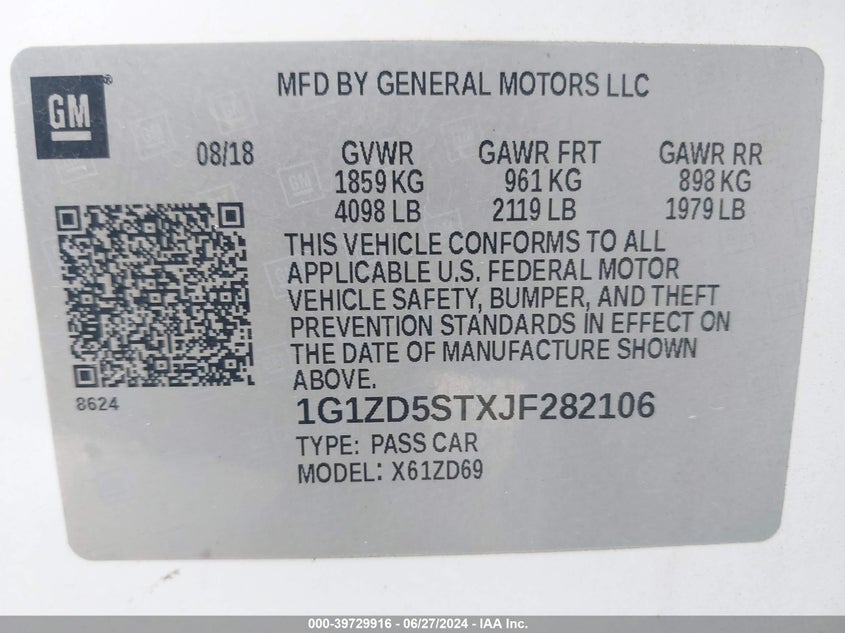 GM®
MFD BY GENERAL MOTORS LLC
08/18 GVWR GAWR FRT GAWR RR
1859 KG 961 KG 898 KG
4098 LB 2119 LB 1979 LB
THIS VEHICLE CONFORMS TO ALL
APPLICABLE U.S. FEDERAL MOTOR
VEHICLE SAFETY, BUMPER, AND THEFT
PREVENTION STANDARDS IN EFFECT ON
THE DATE OF MANUFACTURE SHOWN
ABOVE.
8624
1G1ZD5STXJF282106
TYPE: PASS CAR
MODEL: X61ZD69
000-39729916 - 06/27/2024 - IAA Inc.